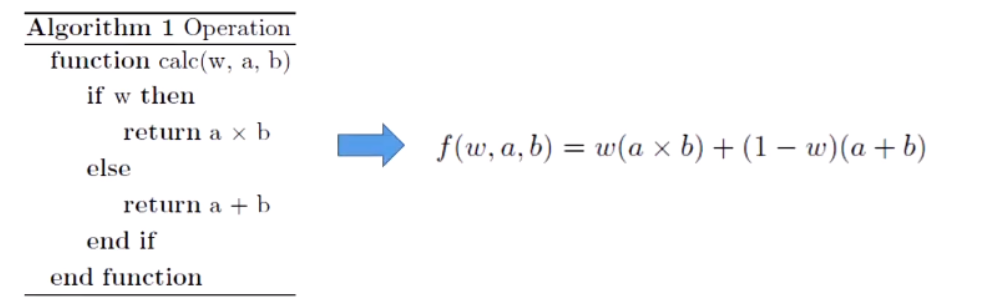 Algorithm 1 Operation
function calc(w, a, b)
if w then
return a × b
else
return a + b
end if
end function
f(w, a, b) = w(a × b) + (1 − w)(a + b)